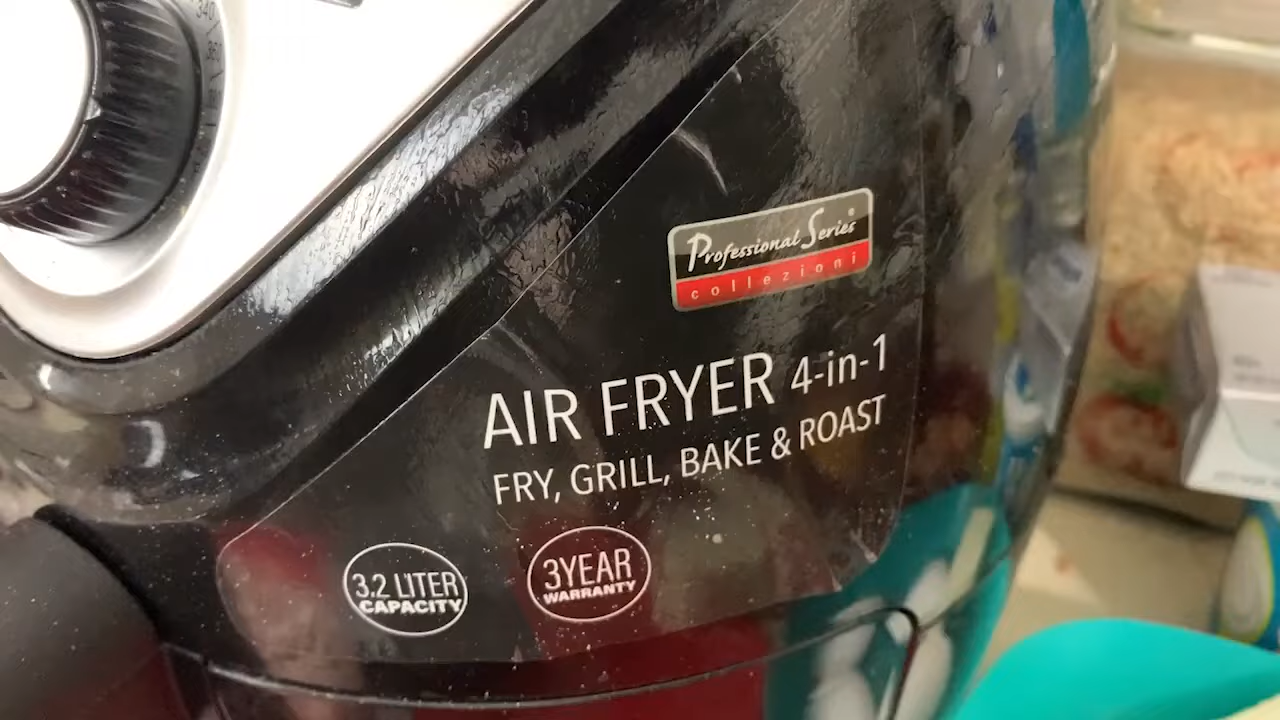 Professional Series
collezioni
AIR FRYER 4-in-1
FRY, GRILL, BAKE & ROAST
3.2 LITER
CAPACITY
3YEAR
WARRANTY